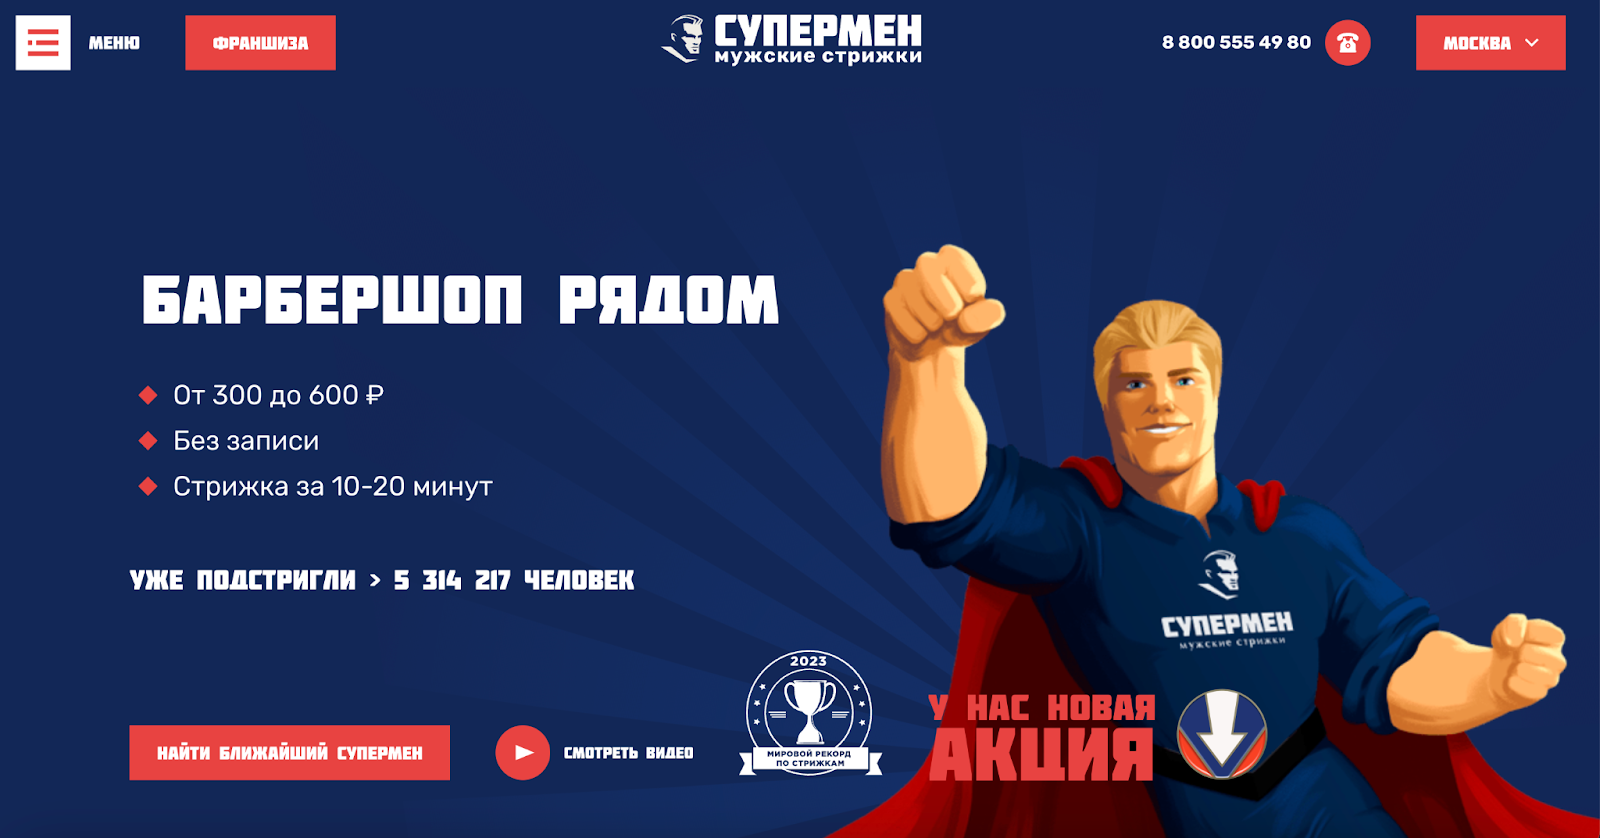 МЕНЮ
ФРАНШИЗА
СУПЕРМЕН
мужские стрижки
8 800 555 49 80
МОСКВА
БАРБЕРШОП РЯДОМ
От 300 до 600 ₽
Без записи
Стрижка за 10-20 минут
УЖЕ ПОДСТРИГЛИ > 5 314 217 ЧЕЛОВЕК
СУПЕРМЕН
мужские стрижки
НАЙТИ БЛИЖАЙШИЙ СУПЕРМЕН
СМОТРЕТЬ ВИДЕО
2023
МИРОВОЙ РЕКОРД
ПО СТРИЖКАМ
У НАС НОВАЯ
АКЦИЯ